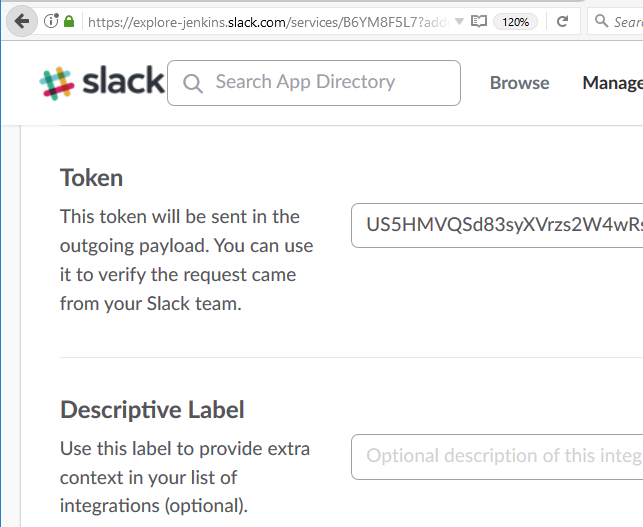 https://explore-jenkins.slack.com/services/B6YM8F5L7?add
120%
Sear
slack
Search App Directory
Browse
Manage
Token
This token will be sent in the
outgoing payload. You can use
it to verify the request came
from your Slack team.
US5HMVQSd83syXVrzs2W4wRs
Descriptive Label
Use this label to provide extra
context in your list of
integrations (optional).
Optional description of this integ